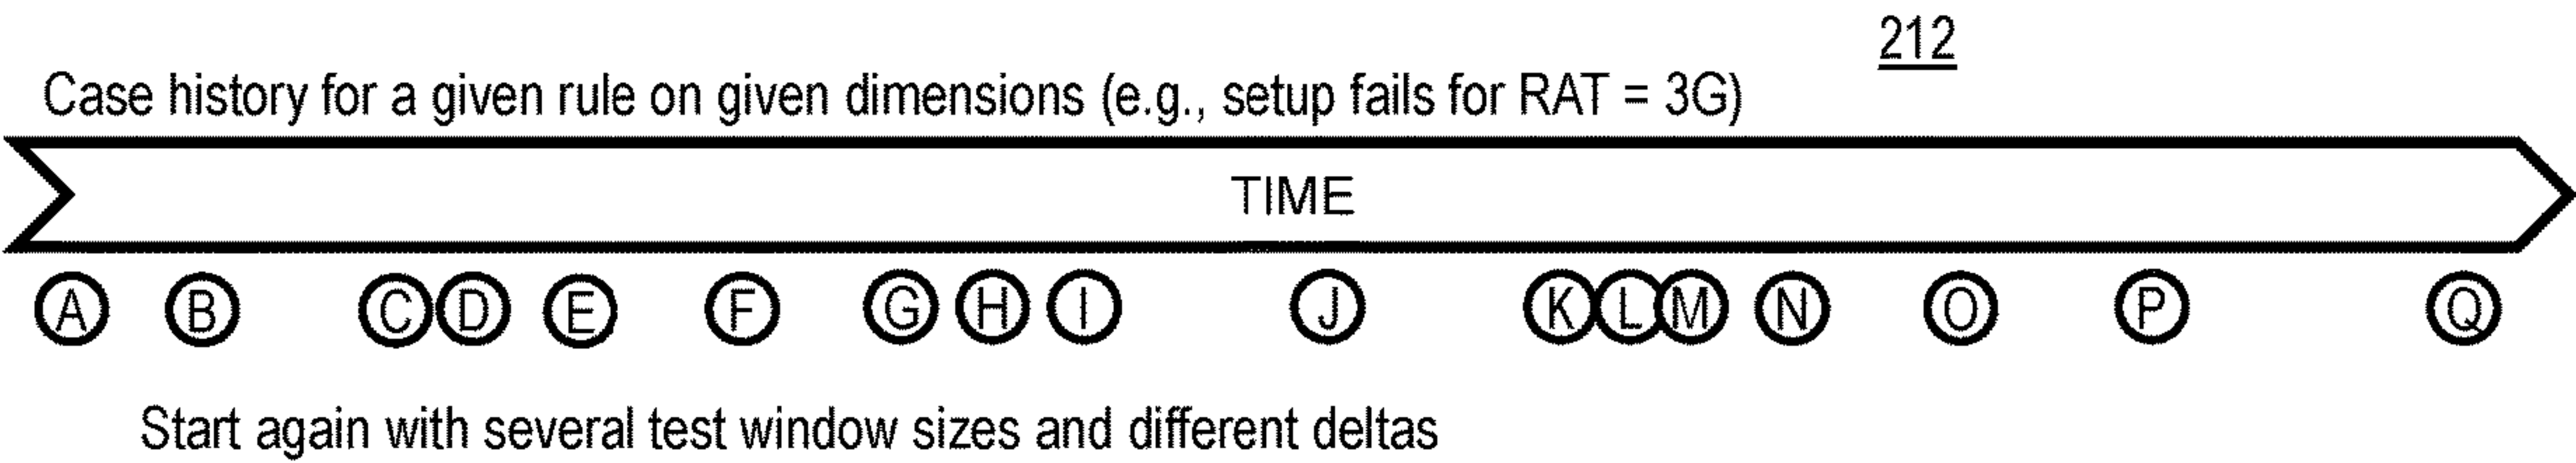 212
Case history for a given rule on given dimensions (e.g., setup fails for RAT = 3G)
TIME
A B C D E F G H I J K L M N O P Q
Start again with several test window sizes and different deltas